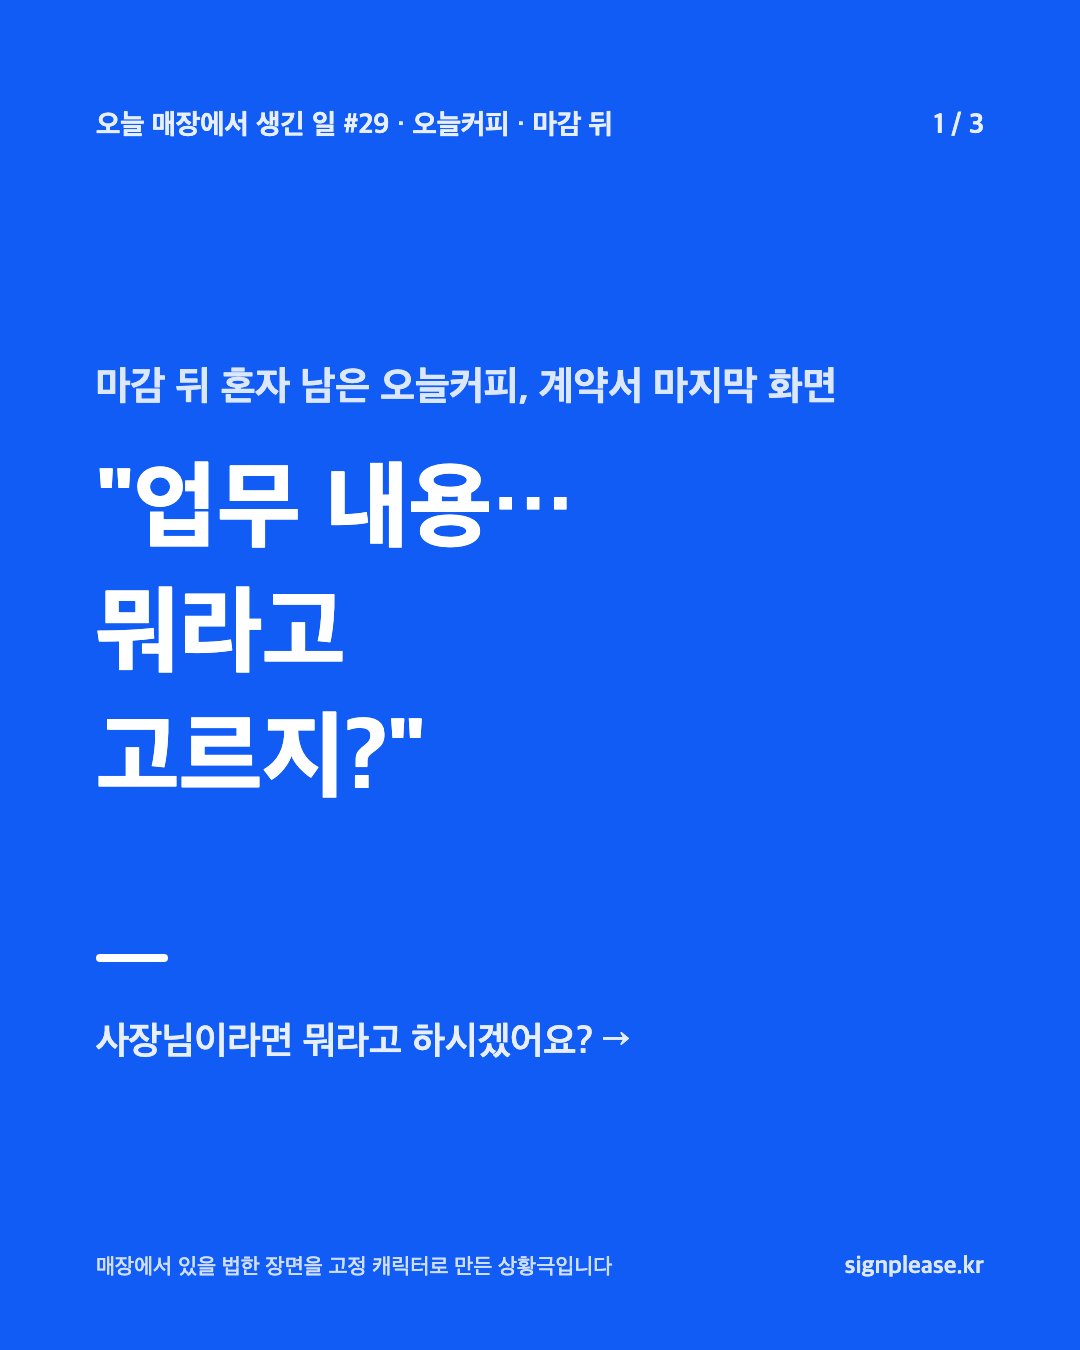 오늘 매장에서 생긴 일 #29 · 오늘커피 · 마감 뒤
1 / 3
마감 뒤 혼자 남은 오늘커피, 계약서 마지막 화면
"업무 내용…
뭐라고
고르지?"
사장님이라면 뭐라고 하시겠어요? →
매장에서 있을 법한 장면을 고정 캐릭터로 만든 상황극입니다
signplease.kr